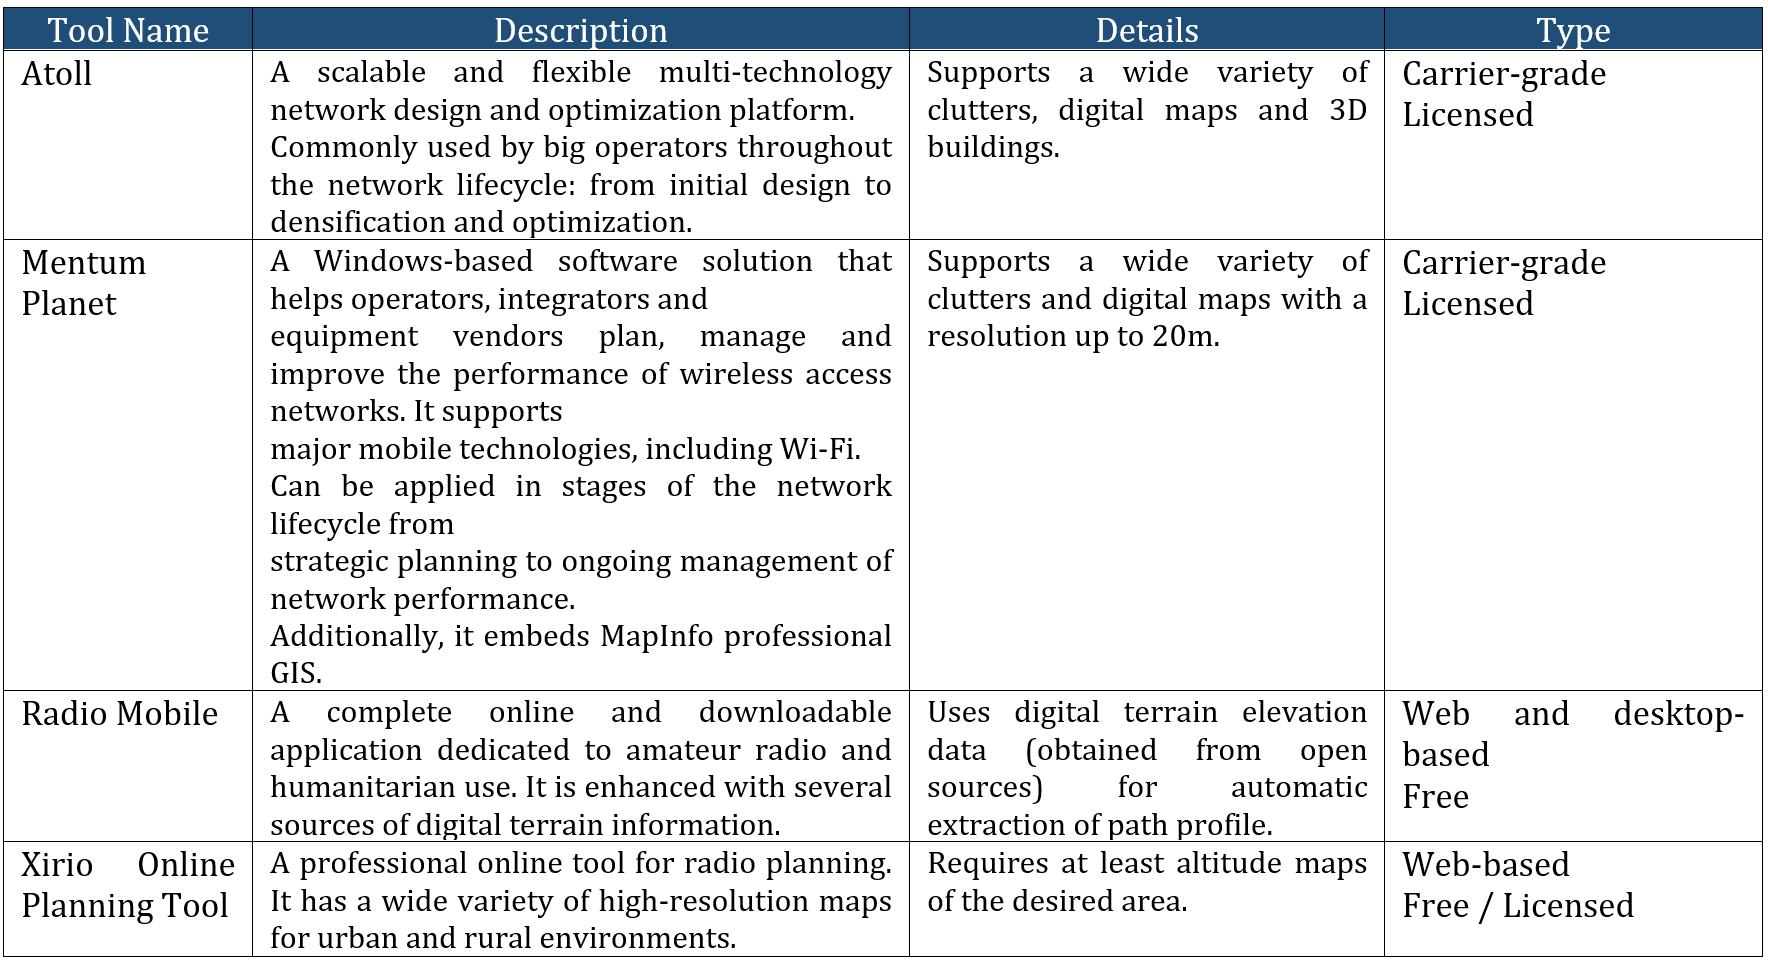 Tool Name
Description
Details
Type
Atoll
A scalable and flexible multi-technology
network design and optimization platform.
Commonly used by big operators throughout
the network lifecycle: from initial design to
densification and optimization.
Supports a wide variety of
clutters, digital maps and 3D
buildings.
Carrier-grade
Licensed
Mentum
Planet
A Windows-based software solution that
helps operators, integrators and
equipment vendors plan, manage and
improve the performance of wireless access
networks. It supports
major mobile technologies, including Wi-Fi.
Can be applied in stages of the network
lifecycle from
strategic planning to ongoing management of
network performance.
Additionally, it embeds MapInfo professional
GIS.
Supports a wide variety of
clutters and digital maps with a
resolution up to 20m.
Carrier-grade
Licensed
Radio Mobile
A complete online and downloadable
application dedicated to amateur radio and
humanitarian use. It is enhanced with several
sources of digital terrain information.
Uses digital terrain elevation
data (obtained from open
sources) for automatic
extraction of path profile.
Web and desktop-
based
Free
Xirio Online
Planning Tool
A professional online tool for radio planning.
It has a wide variety of high-resolution maps
for urban and rural environments.
Requires at least altitude maps
of the desired area.
Web-based
Free / Licensed